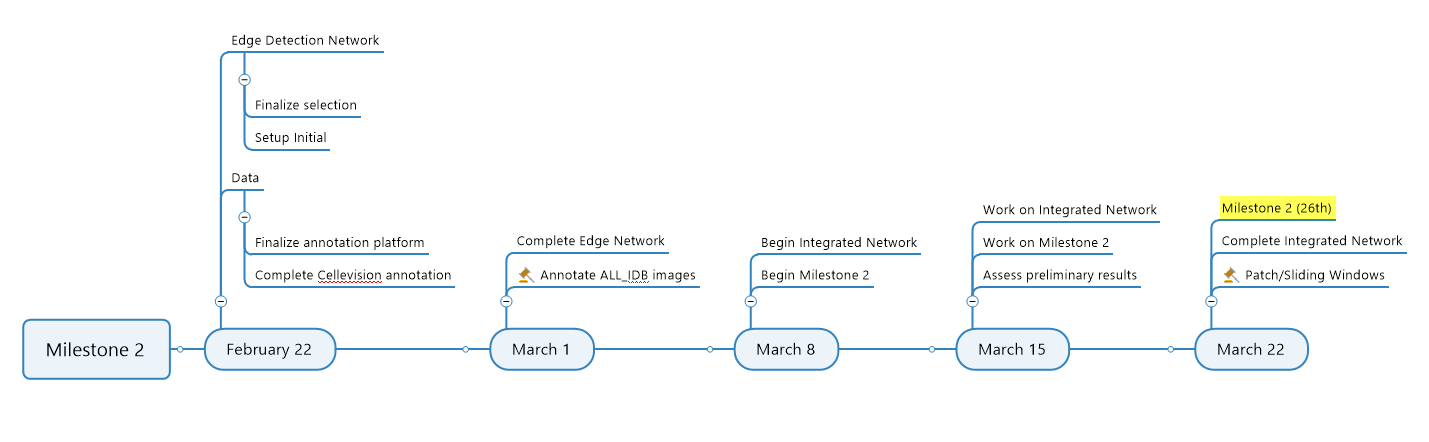 Milestone 2
February 22
Edge Detection Network
Finalize selection
Setup Initial
Data
Finalize annotation platform
Complete Cellevision annotation
March 1
Complete Edge Network
Annotate ALL_IDB images
March 8
Begin Integrated Network
Begin Milestone 2
March 15
Work on Integrated Network
Work on Milestone 2
Assess preliminary results
March 22
Milestone 2 (26th)
Complete Integrated Network
Patch/Sliding Windows